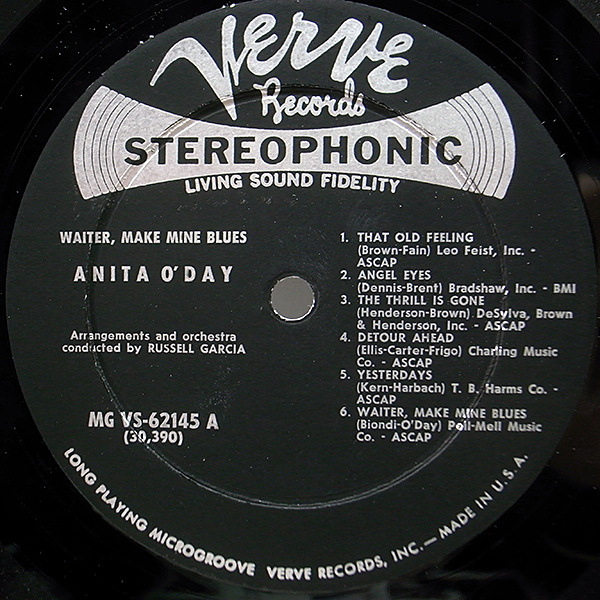 Verve
Records
STEREOPHONIC
LIVING SOUND FIDELITY
WAITER, MAKE MINE BLUES
ANITA O'DAY
Arrangements and orchestra
conducted by RUSSELL GARCIA
MG VS-62145 A
(30,390)
1. THAT OLD FEELING
(Brown-Fain) Leo Feist, Inc. -
ASCAP
2. ANGEL EYES
(Dennis-Brent) Bradshaw, Inc. - BMI
3. THE THRILL IS GONE
(Henderson-Brown) DeSylva, Brown
& Henderson, Inc. - ASCAP
4. DETOUR AHEAD
(Ellis-Carter-Frigo) Charling Music
Co. - ASCAP
5. YESTERDAYS
(Kern-Harbach) T. B. Harms Co. -
ASCAP
6. WAITER, MAKE MINE BLUES
(Biondi-O'Day) Pell-Mell Music
Co. - ASCAP
LONG PLAYING MICROGROOVE VERVE RECORDS, INC. — MADE IN U.S.A.